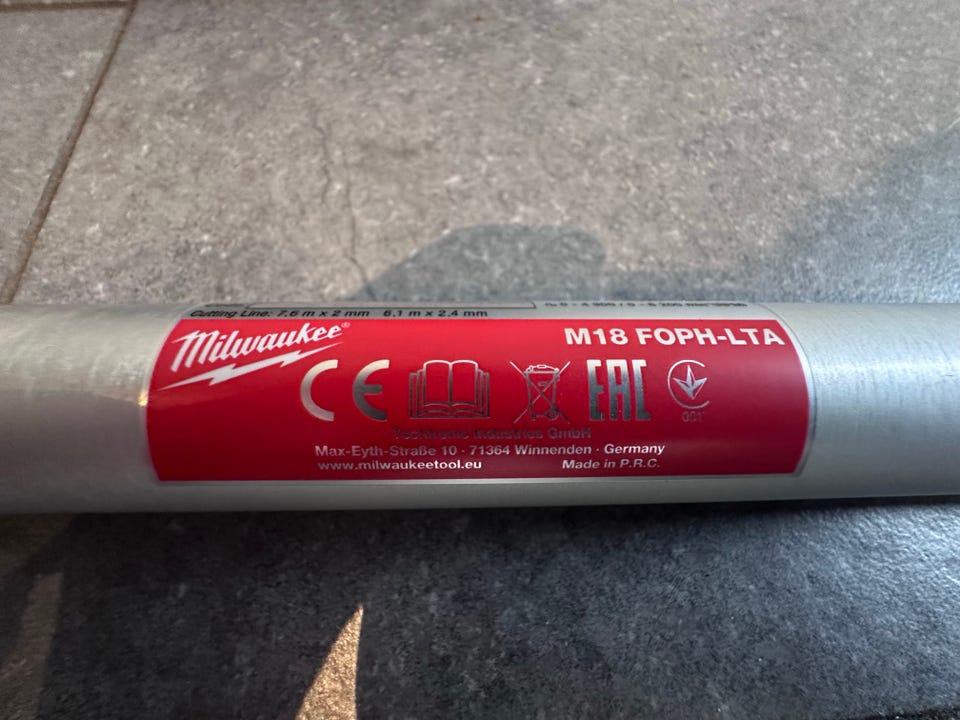 Cutting Line: 7,6 m x 2 mm 6,1 m x 2,4 mm
Milwaukee®
M18 FOPH-LTA
CE
EAC
001
Techtronic Industries GmbH
Max-Eyth-Straße 10 · 71364 Winnenden · Germany
www.milwaukeetool.eu Made in P.R.C.